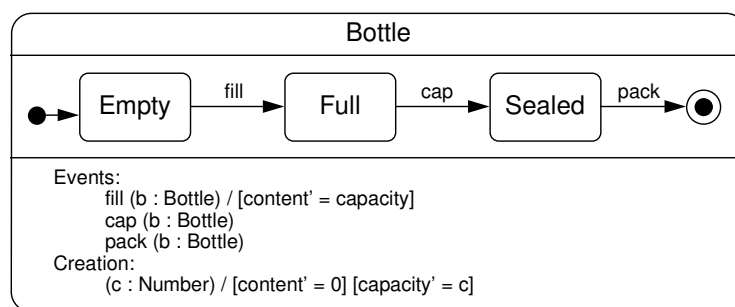 Bottle
fill cap pack
Empty Full Sealed
Events:
fill (b : Bottle) / [content' = capacity]
cap (b : Bottle)
pack (b : Bottle)
Creation:
(c : Number) / [content' = 0] [capacity' = c]